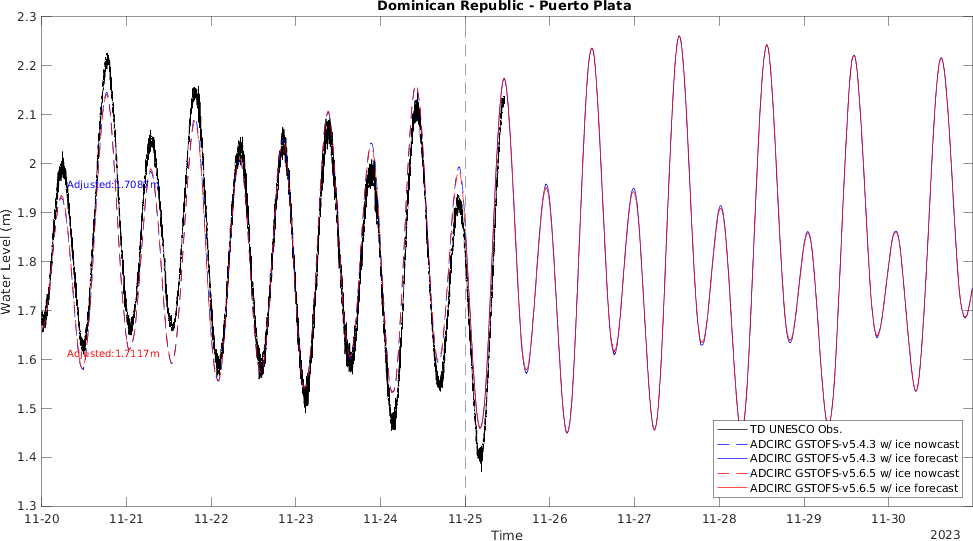 Dominican Republic - Puerto Plata
2.3
2.2
2.1
2
1.9
1.8
1.7
1.6
1.5
1.4
1.3
Water Level (m)
Adjusted:1.7087m
Adjusted:1.7117m
TD UNESCO Obs.
ADCIRC GSTOFS-v5.4.3 w/ ice nowcast
ADCIRC GSTOFS-v5.4.3 w/ ice forecast
ADCIRC GSTOFS-v5.6.5 w/ ice nowcast
ADCIRC GSTOFS-v5.6.5 w/ ice forecast
11-20 11-21 11-22 11-23 11-24 11-25 11-26 11-27 11-28 11-29 11-30
Time
2023